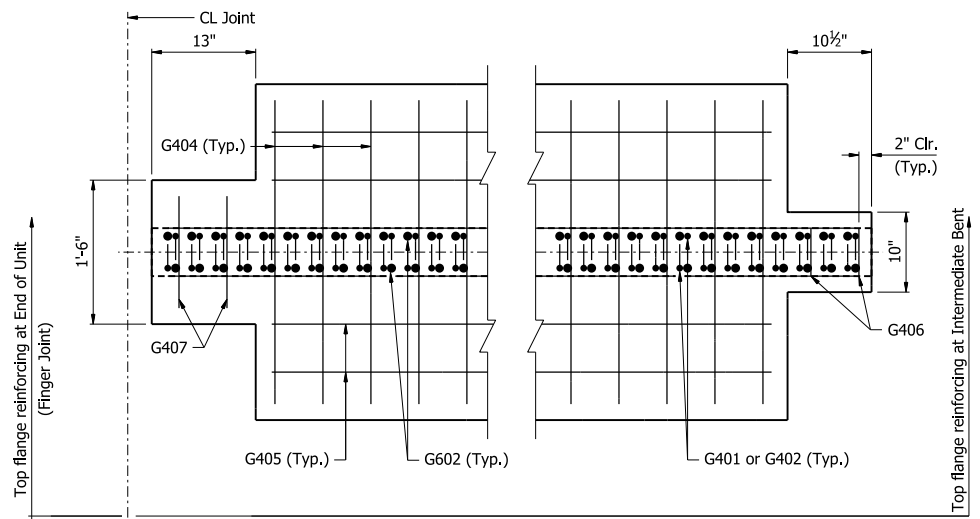 CL Joint
13"
10½"
G404 (Typ.)
2" Clr.
(Typ.)
1'-6"
10"
G407
G406
G405 (Typ.)
G602 (Typ.)
G401 or G402 (Typ.)
Top flange reinforcing at End of Unit
(Finger Joint)
Top flange reinforcing at Intermediate Bent